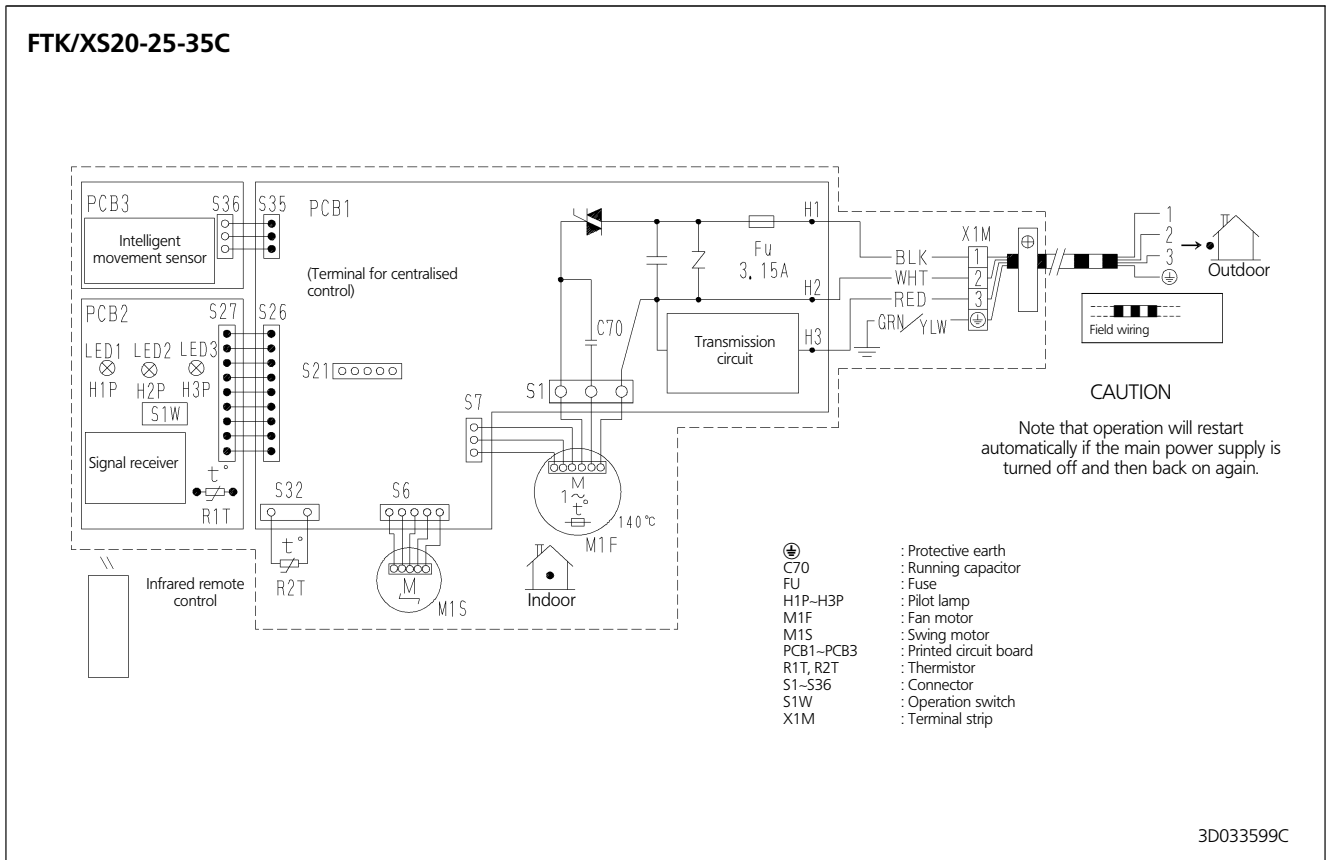 FTK/XS20-25-35C
PCB3
S36
S35
PCB1
Intelligent
movement sensor
(Terminal for centralised
control)
H1
Fu
3.15A
H2
H3
Transmission
circuit
C70
S1
BLK
WHT
RED
GRN/YLW
X1M
1
2
3
1
2
3
Outdoor
Field wiring
PCB2
S27
S26
LED1
LED2
LED3
H1P
H2P
H3P
S1W
S21
S7
Signal receiver
t°
R1T
S32
S6
t°
R2T
M
M1S
M
1~
t°
140°C
M1F
Indoor
Infrared remote
control
CAUTION
Note that operation will restart
automatically if the main power supply is
turned off and then back on again.
: Protective earth
C70 : Running capacitor
FU : Fuse
H1P~H3P : Pilot lamp
M1F : Fan motor
M1S : Swing motor
PCB1~PCB3 : Printed circuit board
R1T, R2T : Thermistor
S1~S36 : Connector
S1W : Operation switch
X1M : Terminal strip
3D033599C